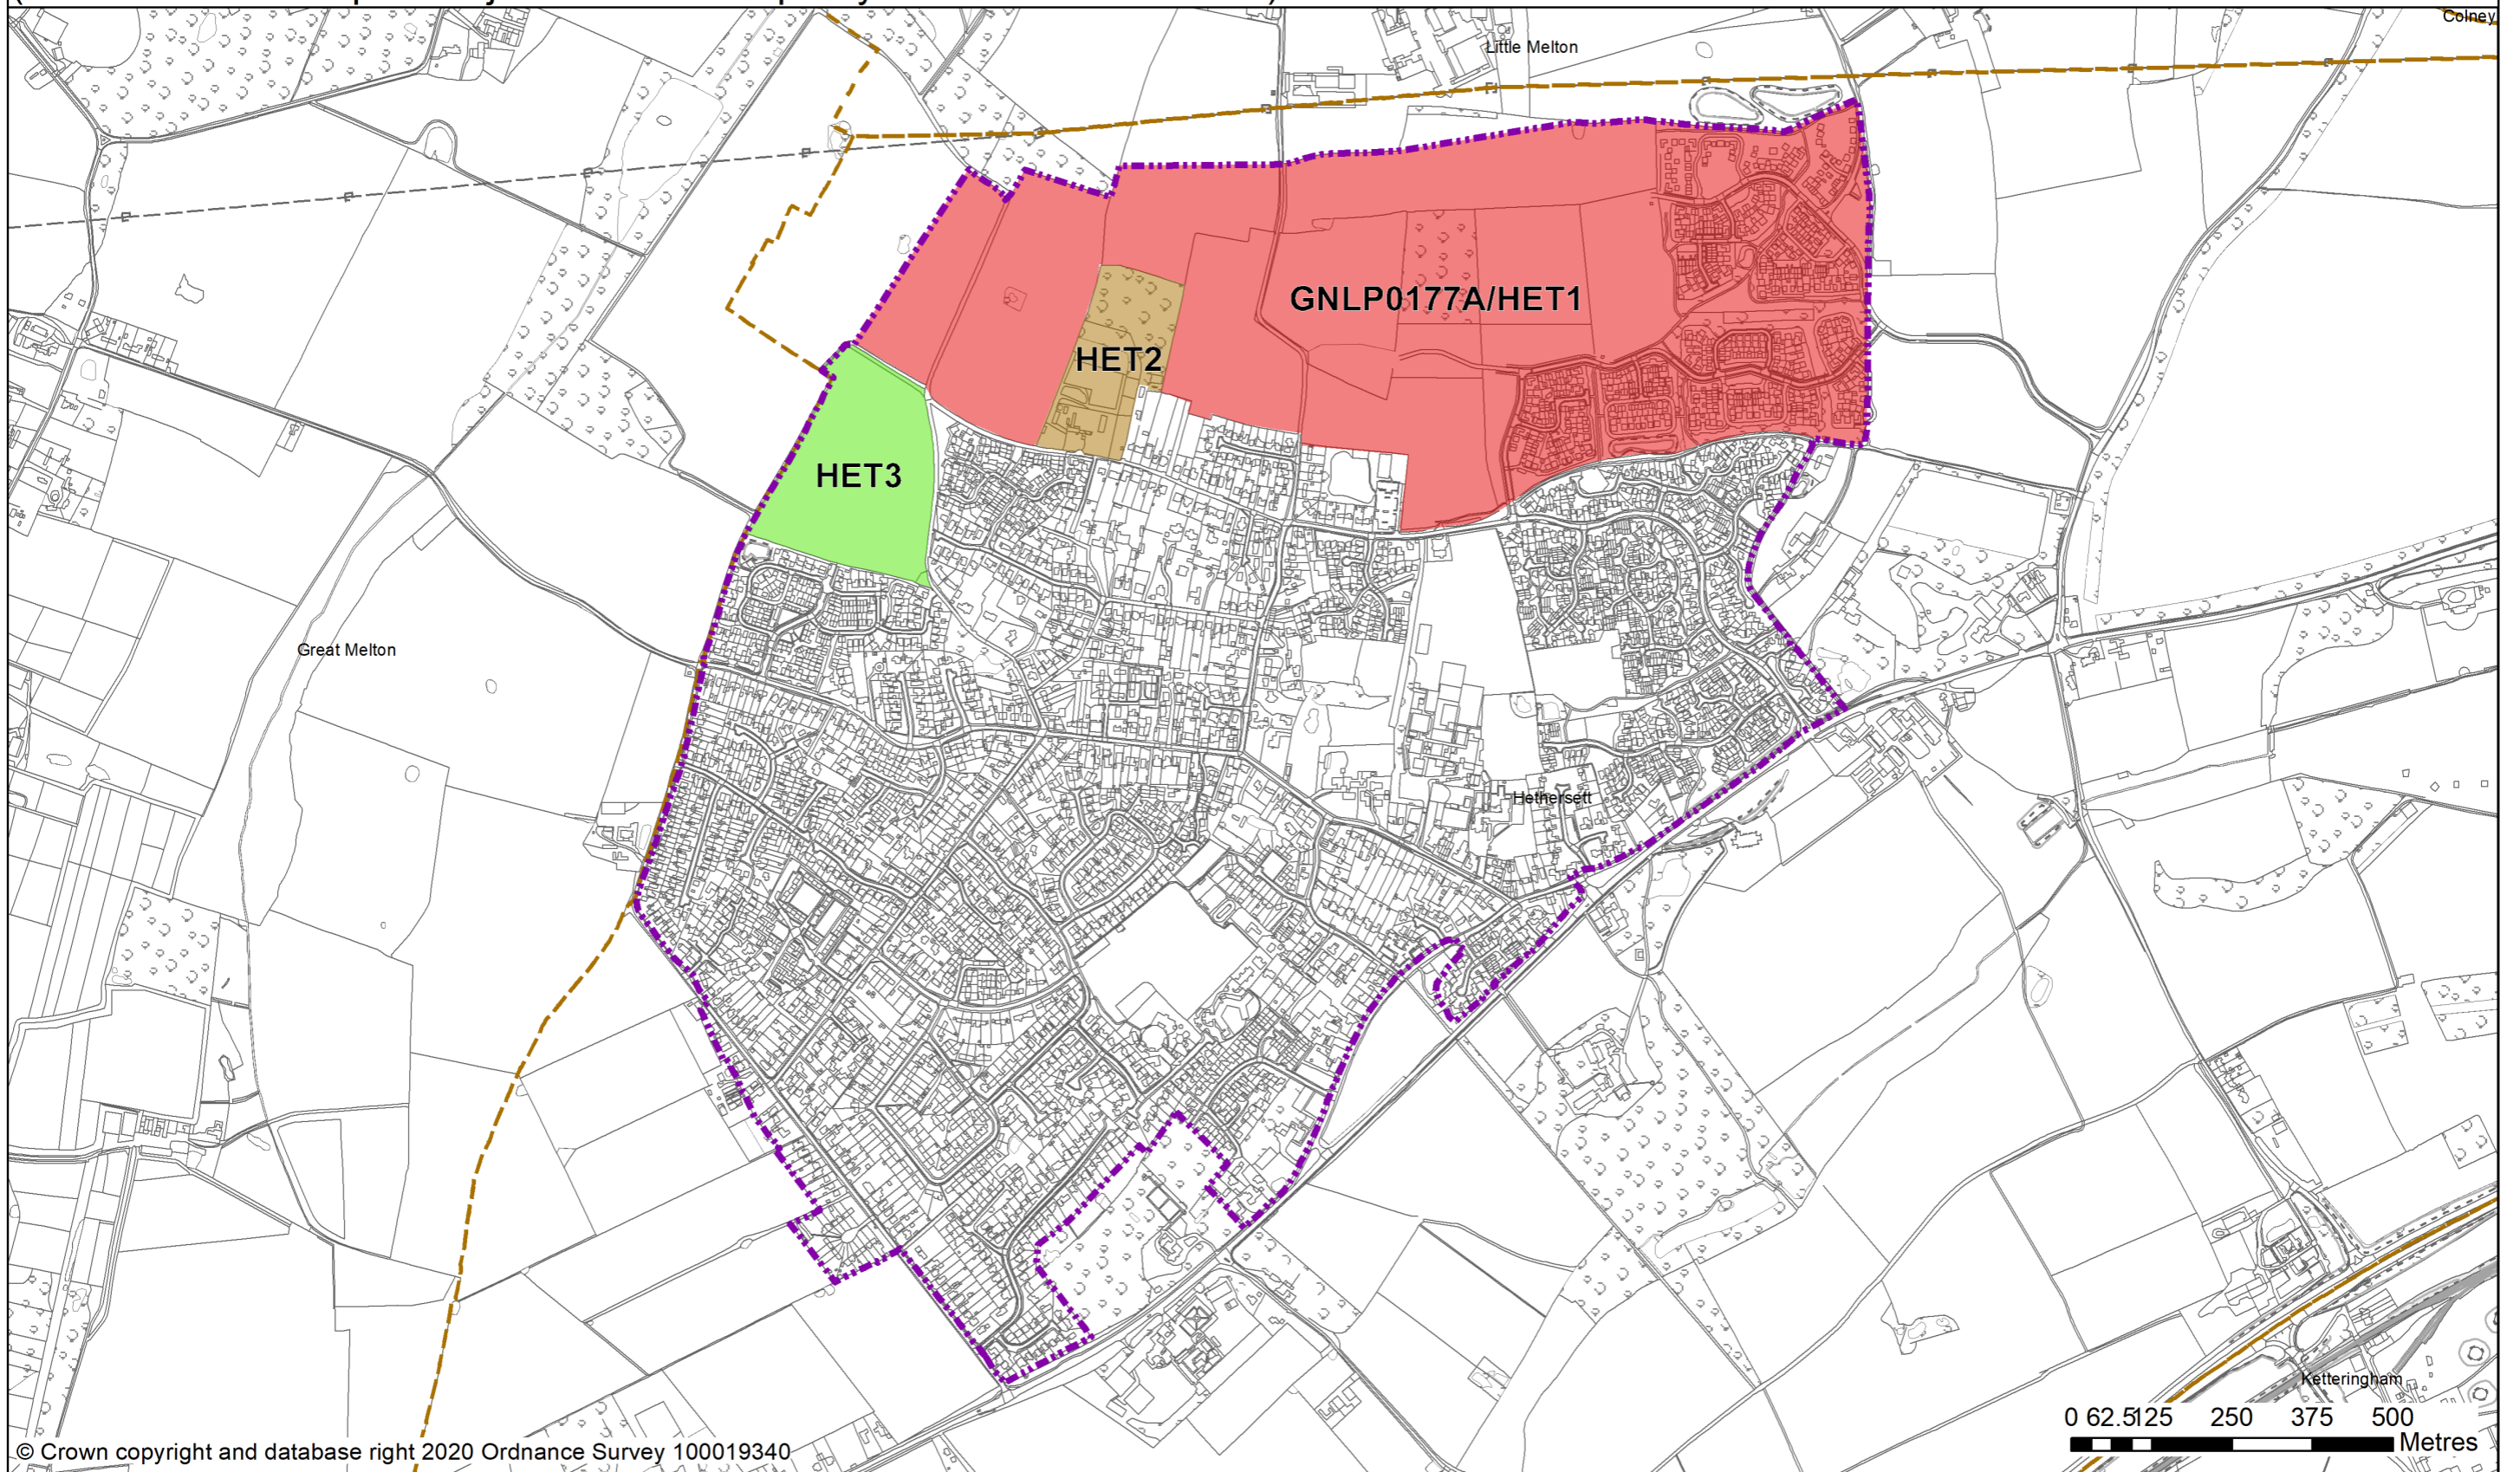 Colney
Little Melton
GNLP0177A/HET1
HET2
HET3
Great Melton
Hethersett
Ketteringham
0 62.5125 250 375 500
Metres
© Crown copyright and database right 2020 Ordnance Survey 100019340